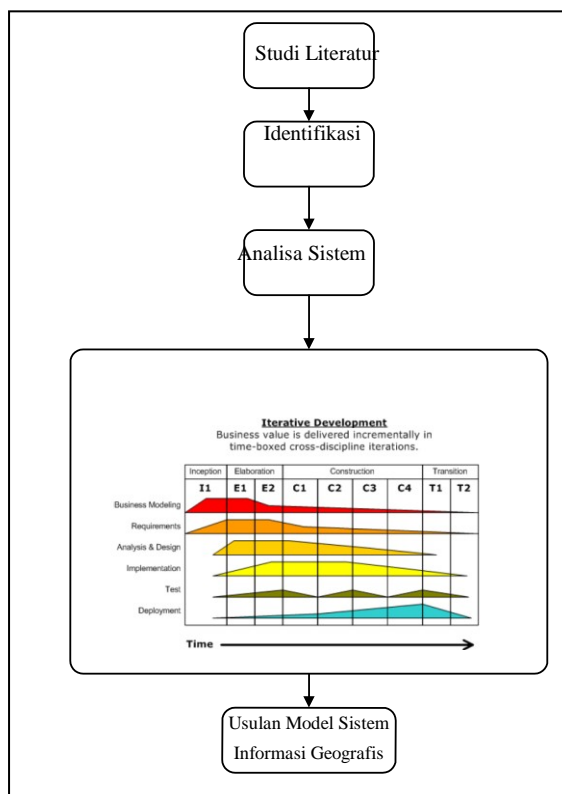 Studi Literatur
Identifikasi
Analisa Sistem
Iterative Development
Business value is delivered incrementally in
time-boxed cross-discipline iterations.
Inception Elaboration Construction Transition
I1 E1 E2 C1 C2 C3 C4 T1 T2
Business Modeling
Requirements
Analysis & Design
Implementation
Test
Deployment
Time
Usulan Model Sistem
Informasi Geografis